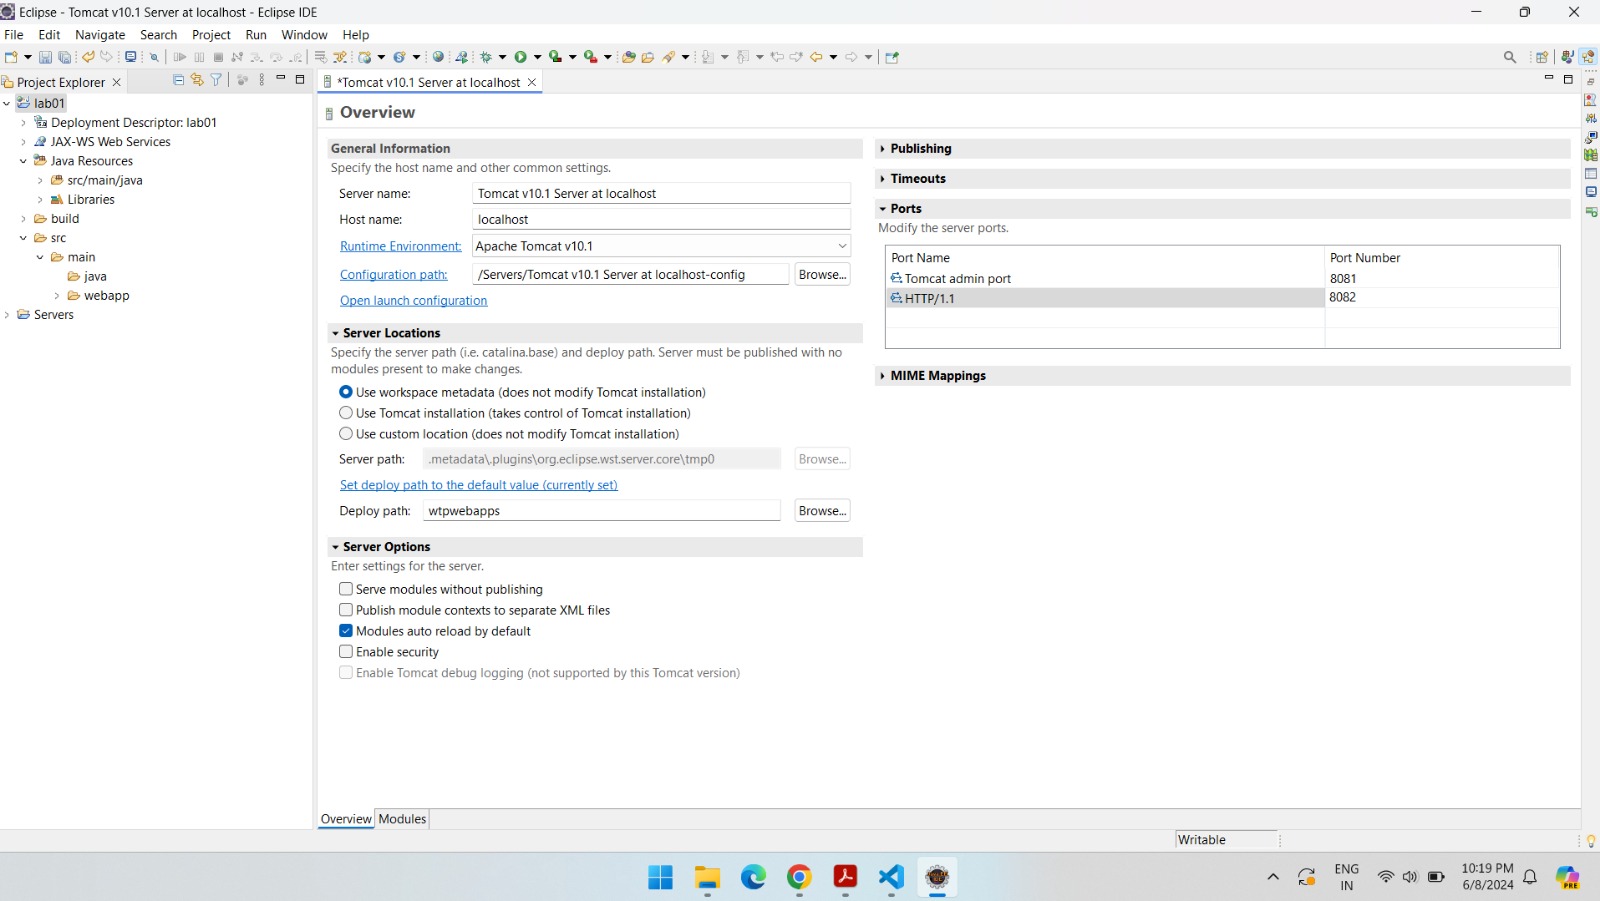 Eclipse - Tomcat v10.1 Server at localhost - Eclipse IDE
File Edit Navigate Search Project Run Window Help
Project Explorer
*Tomcat v10.1 Server at localhost
lab01
Deployment Descriptor: lab01
JAX-WS Web Services
Java Resources
src/main/java
Libraries
build
src
main
java
webapp
Servers
Overview
General Information
Specify the host name and other common settings.
Server name: Tomcat v10.1 Server at localhost
Host name: localhost
Runtime Environment: Apache Tomcat v10.1
Configuration path: /Servers/Tomcat v10.1 Server at localhost-config Browse...
Open launch configuration
Server Locations
Specify the server path (i.e. catalina.base) and deploy path. Server must be published with no
modules present to make changes.
Use workspace metadata (does not modify Tomcat installation)
Use Tomcat installation (takes control of Tomcat installation)
Use custom location (does not modify Tomcat installation)
Server path: .metadata\.plugins\org.eclipse.wst.server.core\tmp0 Browse...
Set deploy path to the default value (currently set)
Deploy path: wtpwebapps Browse...
Server Options
Enter settings for the server.
Serve modules without publishing
Publish module contexts to separate XML files
Modules auto reload by default
Enable security
Enable Tomcat debug logging (not supported by this Tomcat version)
Publishing
Timeouts
Ports
Modify the server ports.
Port Name Port Number
Tomcat admin port 8081
HTTP/1.1 8082
MIME Mappings
Overview Modules
Writable
ENG
IN
10:19 PM
6/8/2024
PRE